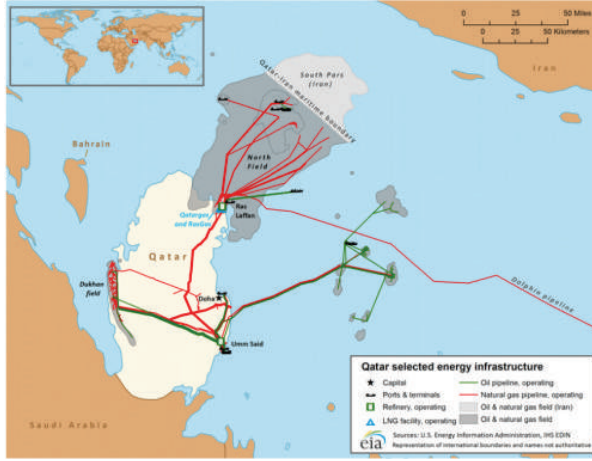 0 25 50 Miles
0 25 50 Kilometers
Iran
South Pars
(Iran)
Qatar-Iran maritime boundary
Bahrain
North
Field
Qatargas
and RasGas
Ras
Laffan
Qatar
Dukhan
field
Doha
Dolphin pipeline
Umm Said
Saudi Arabia
Qatar selected energy infrastructure
Capital
Ports & terminals
Refinery, operating
LNG facility, operating
Oil pipeline, operating
Natural gas pipeline, operating
Oil & natural gas field (Iran)
Oil & natural gas field
eia
Sources: U.S. Energy Information Administration, IHS EDIN
Representation of international boundaries and names not authoritative